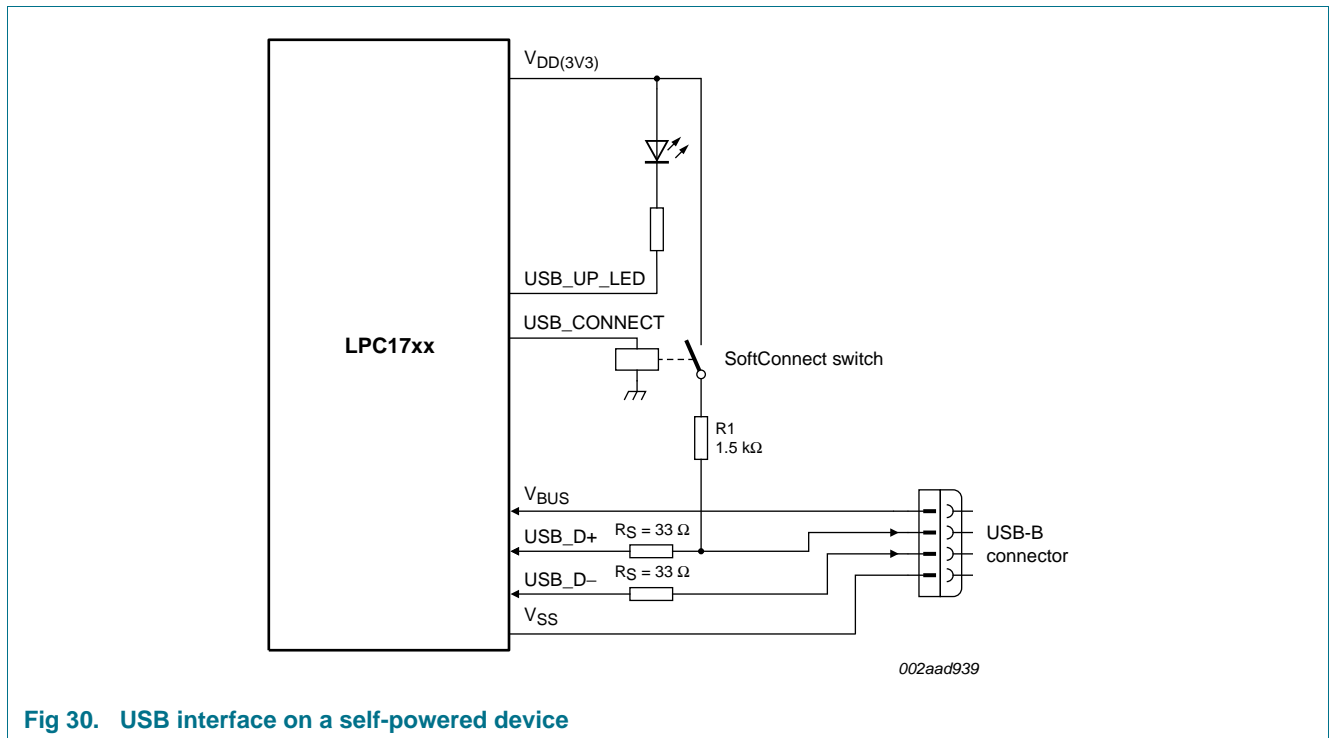 VDD(3V3)
USB_UP_LED
USB_CONNECT
LPC17xx
SoftConnect switch
R1
1.5 kΩ
VBUS
USB_D+
RS = 33 Ω
USB_D−
RS = 33 Ω
VSS
USB-B
connector
002aad939
Fig 30. USB interface on a self-powered device